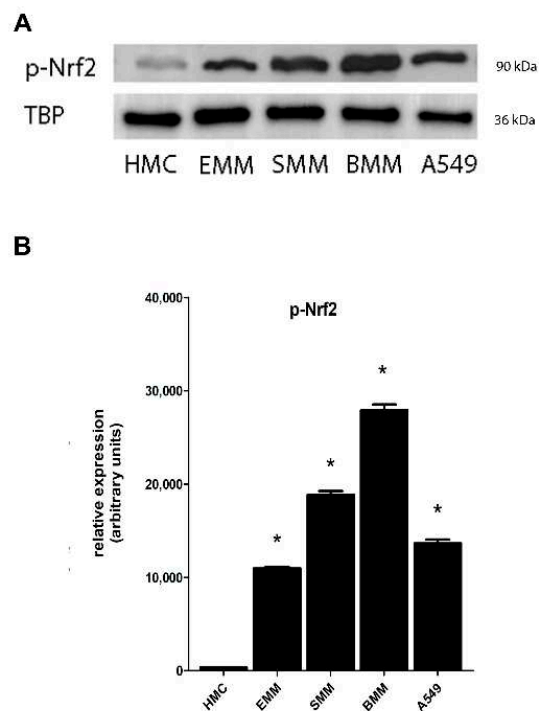 A
p-Nrf2 90 kDa
TBP 36 kDa
HMC EMM SMM BMM A549
B
p-Nrf2
40,000
30,000
20,000
10,000
0
relative expression
(arbitrary units)
*
*
*
*
HMC EMM SMM BMM A549